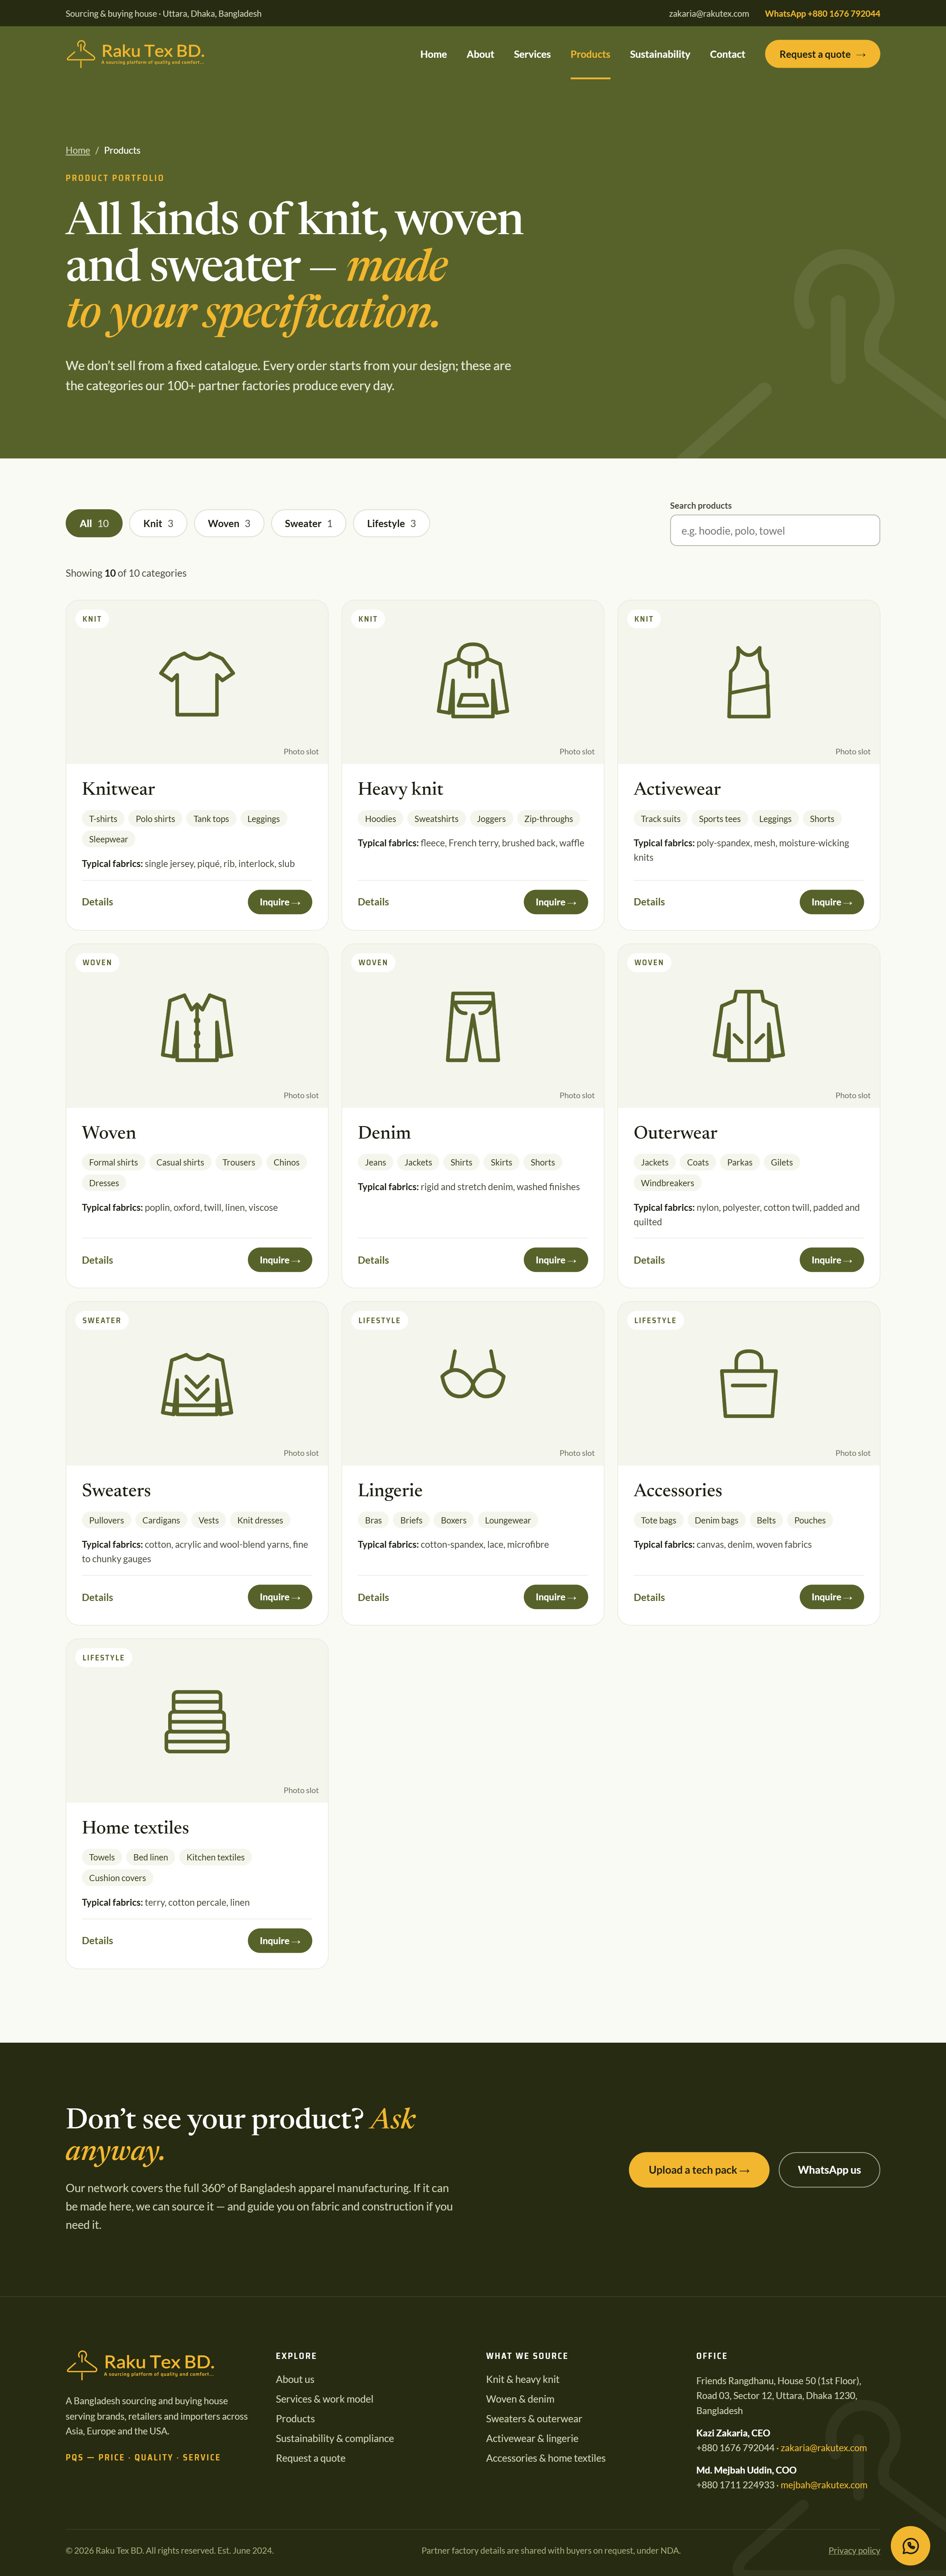 Sourcing & buying house · Uttara, Dhaka, Bangladesh
zakaria@rakutex.com
WhatsApp +880 1676 792044
Raku Tex BD.
A sourcing platform of quality and comfort...
Home
About
Services
Products
Sustainability
Contact
Request a quote →
Home / Products
PRODUCT PORTFOLIO
All kinds of knit, woven
and sweater — made
to your specification.
We don’t sell from a fixed catalogue. Every order starts from your design; these are
the categories our 100+ partner factories produce every day.
All 10
Knit 3
Woven 3
Sweater 1
Lifestyle 3
Search products
e.g. hoodie, polo, towel
Showing 10 of 10 categories
KNIT
Photo slot
Knitwear
T-shirts
Polo shirts
Tank tops
Leggings
Sleepwear
Typical fabrics: single jersey, piqué, rib, interlock, slub
Details
Inquire →
KNIT
Photo slot
Heavy knit
Hoodies
Sweatshirts
Joggers
Zip-throughs
Typical fabrics: fleece, French terry, brushed back, waffle
Details
Inquire →
KNIT
Photo slot
Activewear
Track suits
Sports tees
Leggings
Shorts
Typical fabrics: poly-spandex, mesh, moisture-wicking
knits
Details
Inquire →
WOVEN
Photo slot
Woven
Formal shirts
Casual shirts
Trousers
Chinos
Dresses
Typical fabrics: poplin, oxford, twill, linen, viscose
Details
Inquire →
WOVEN
Photo slot
Denim
Jeans
Jackets
Shirts
Skirts
Shorts
Typical fabrics: rigid and stretch denim, washed finishes
Details
Inquire →
WOVEN
Photo slot
Outerwear
Jackets
Coats
Parkas
Gilets
Windbreakers
Typical fabrics: nylon, polyester, cotton twill, padded and
quilted
Details
Inquire →
SWEATER
Photo slot
Sweaters
Pullovers
Cardigans
Vests
Knit dresses
Typical fabrics: cotton, acrylic and wool-blend yarns, fine
to chunky gauges
Details
Inquire →
LIFESTYLE
Photo slot
Lingerie
Bras
Briefs
Boxers
Loungewear
Typical fabrics: cotton-spandex, lace, microfibre
Details
Inquire →
LIFESTYLE
Photo slot
Accessories
Tote bags
Denim bags
Belts
Pouches
Typical fabrics: canvas, denim, woven fabrics
Details
Inquire →
LIFESTYLE
Photo slot
Home textiles
Towels
Bed linen
Kitchen textiles
Cushion covers
Typical fabrics: terry, cotton percale, linen
Details
Inquire →
Don’t see your product? Ask
anyway.
Our network covers the full 360° of Bangladesh apparel manufacturing. If it can
be made here, we can source it — and guide you on fabric and construction if you
need it.
Upload a tech pack →
WhatsApp us
Raku Tex BD.
A sourcing platform of quality and comfort...
A Bangladesh sourcing and buying house
serving brands, retailers and importers across
Asia, Europe and the USA.
PQS — PRICE · QUALITY · SERVICE
EXPLORE
About us
Services & work model
Products
Sustainability & compliance
Request a quote
WHAT WE SOURCE
Knit & heavy knit
Woven & denim
Sweaters & outerwear
Activewear & lingerie
Accessories & home textiles
OFFICE
Friends Rangdhanu, House 50 (1st Floor),
Road 03, Sector 12, Uttara, Dhaka 1230,
Bangladesh
Kazi Zakaria, CEO
+880 1676 792044 · zakaria@rakutex.com
Md. Mejbah Uddin, COO
+880 1711 224933 · mejbah@rakutex.com
© 2026 Raku Tex BD. All rights reserved. Est. June 2024.
Partner factory details are shared with buyers on request, under NDA.
Privacy policy